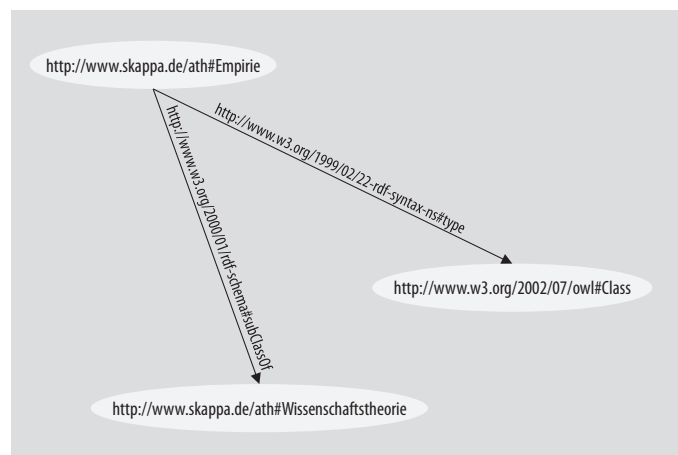 http://www.skappa.de/ath#Empirie
http://www.w3.org/1999/02/22-rdf-syntax-ns#type
http://www.w3.org/2000/01/rdf-schema#subClassOf
http://www.w3.org/2002/07/owl#Class
http://www.skappa.de/ath#Wissenschaftstheorie